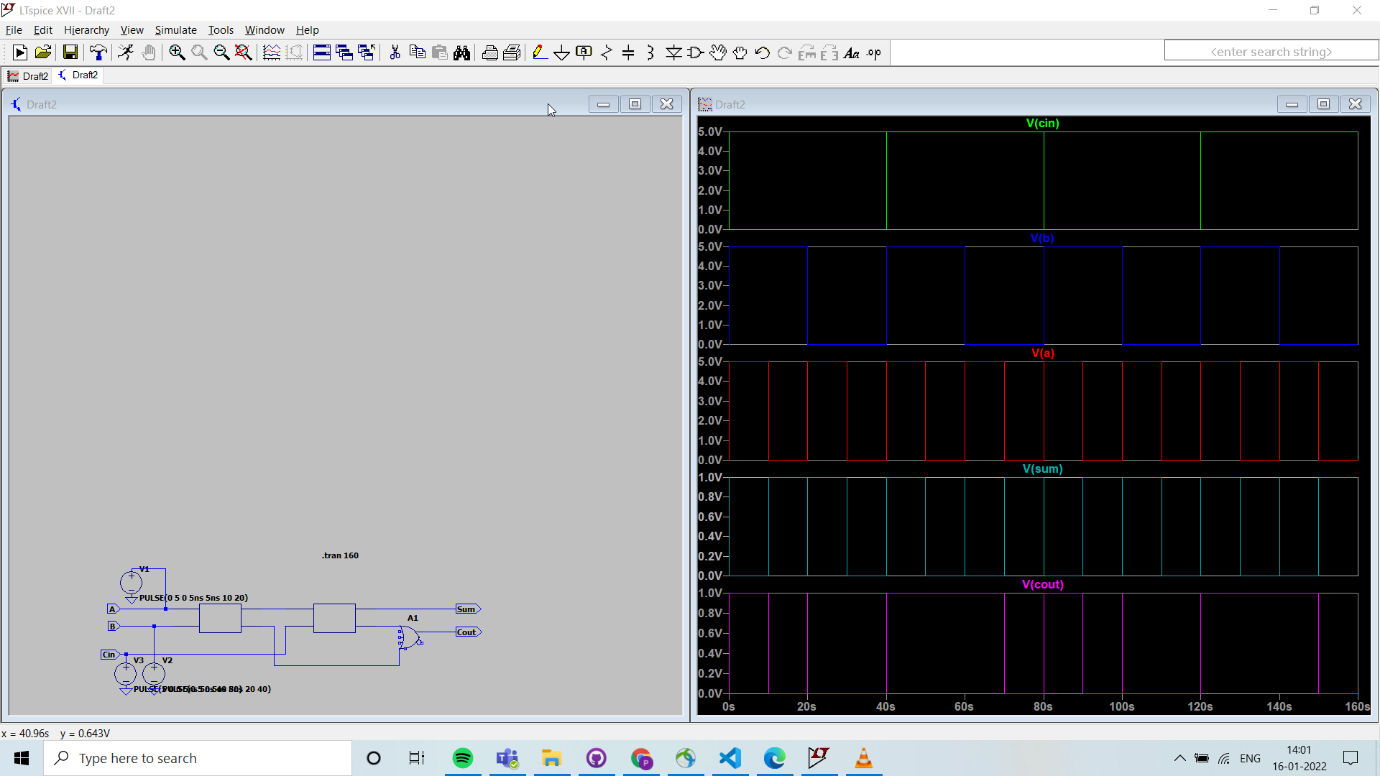 LTspice XVII - Draft2
File Edit Hierarchy View Simulate Tools Window Help
<enter search string>
Draft2 Draft2
Draft2
.tran 160
V1
PULSE(0 5 0 5ns 5ns 10 20)
A
B
Cin
Sum
A1
Cout
V3 V2
20 40)
Draft2
V(cin)
5.0V
4.0V
3.0V
2.0V
1.0V
0.0V
V(b)
5.0V
4.0V
3.0V
2.0V
1.0V
0.0V
V(a)
5.0V
4.0V
3.0V
2.0V
1.0V
0.0V
V(sum)
1.0V
0.8V
0.6V
0.4V
0.2V
0.0V
V(cout)
1.0V
0.8V
0.6V
0.4V
0.2V
0.0V
0s 20s 40s 60s 80s 100s 120s 140s 160s
x = 40.96s y = 0.643V
Type here to search
ENG
14:01
16-01-2022